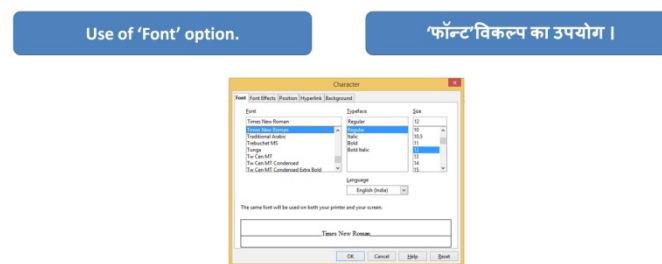 Use of ‘Font’ option.
‘फॉन्ट’विकल्प का उपयोग ।
Character
Font Font Effects Position Hyperlink Background
Font Typeface Size
Times New Roman Regular 12
Times New Roman Regular 10
Traditional Arabic Italic 10.5
Trebuchet MS Bold 11
Tunga Bold Italic 12
Tw Cen MT 13
Tw Cen MT Condensed 14
Tw Cen MT Condensed Extra Bold 15
Language
English (India)
The same font will be used on both your printer and your screen.
Times New Roman
OK Cancel Help Reset